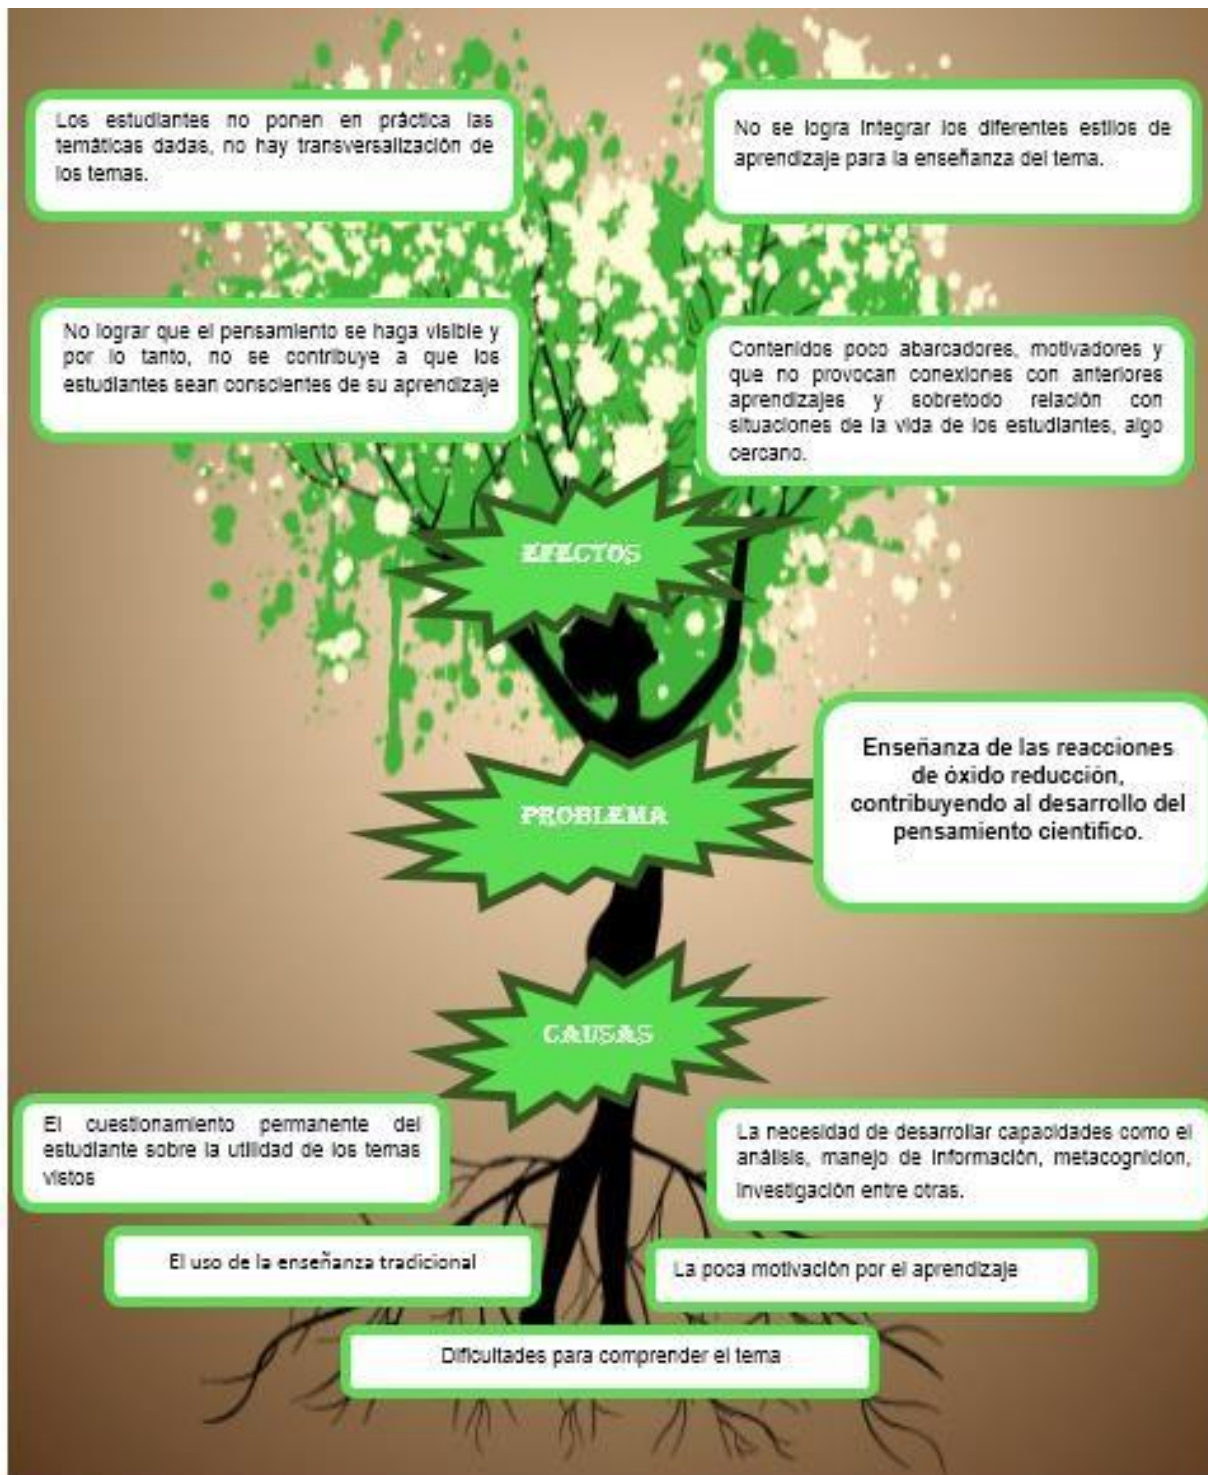 Los estudiantes no ponen en práctica las
temáticas dadas, no hay transversalización de
los temas.
No se logra integrar los diferentes estilos de
aprendizaje para la enseñanza del tema.
No lograr que el pensamiento se haga visible y
por lo tanto, no se contribuye a que los
estudiantes sean conscientes de su aprendizaje
Contenidos poco abarcadores, motivadores y
que no provocan conexiones con anteriores
aprendizajes y sobretodo relación con
situaciones de la vida de los estudiantes, algo
cercano.
EFECTOS
Enseñanza de las reacciones
de óxido reducción,
contribuyendo al desarrollo del
pensamiento científico.
PROBLEMA
CAUSAS
El cuestionamiento permanente del
estudiante sobre la utilidad de los temas
vistos
La necesidad de desarrollar capacidades como el
análisis, manejo de información, metacognicion,
investigación entre otras.
El uso de la enseñanza tradicional
La poca motivación por el aprendizaje
Dificultades para comprender el tema